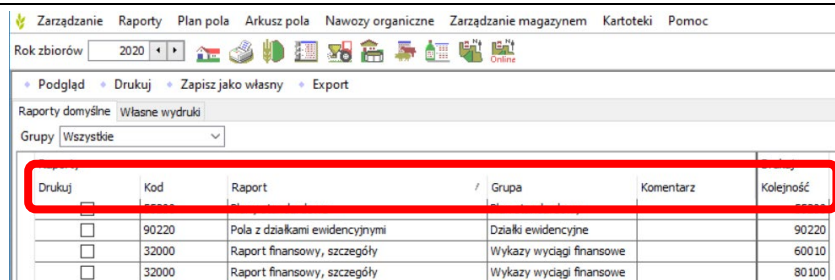 Zarządzanie Raporty Plan pola Arkusz pola Nawozy organiczne Zarządzanie magazynem Kartoteki Pomoc
Rok zbiorów 2020 Online
Podgląd Drukuj Zapisz jako własny Export
Raporty domyślne Własne wydruki
Grupy Wszystkie
Drukuj Kod Raport Grupa Komentarz Kolejność
90220 Pola z działkami ewidencyjnymi Działki ewidencyjne 90220
32000 Raport finansowy, szczegóły Wykazy wyciągi finansowe 60010
32000 Raport finansowy, szczegóły Wykazy wyciągi finansowe 80100